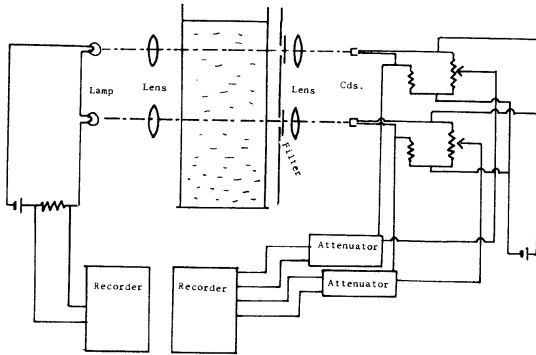 Lamp
Lens
Lens
Cds.
Filter
Attenuator
Recorder
Recorder
Attenuator